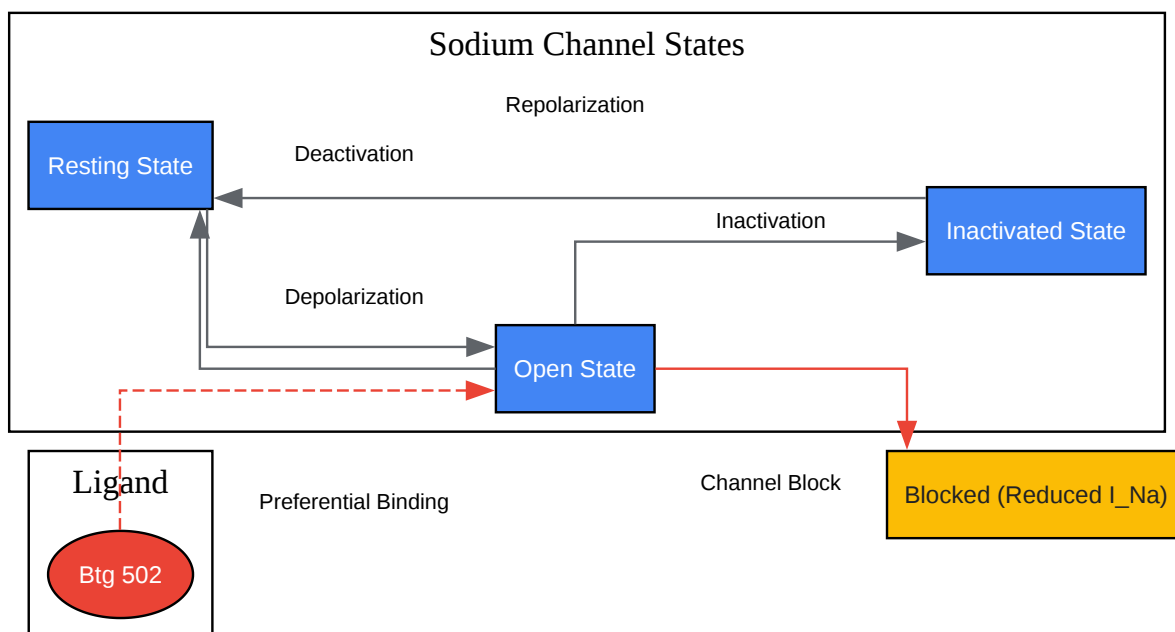 Sodium Channel States
Repolarization
Deactivation
Resting State
Inactivation
Inactivated State
Depolarization
Open State
Ligand
Preferential Binding
Channel Block
Blocked (Reduced I_Na)
Btg 502